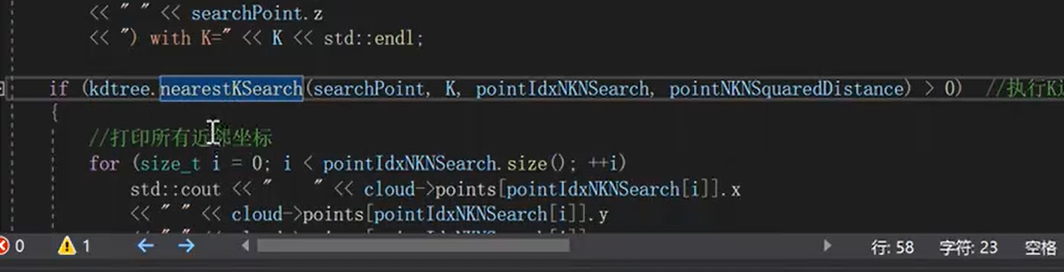 << " " << searchPoint.z
<< ") with K=" << K << std::endl;
if (kdtree.nearestKSearch(searchPoint, K, pointIdxNKNSearch, pointNKNSquaredDistance) > 0) //执行K
{
//打印所有近邻坐标
for (size_t i = 0; i < pointIdxNKNSearch.size(); ++i)
std::cout << " " << cloud->points[pointIdxNKNSearch[i]].x
<< " " << cloud->points[pointIdxNKNSearch[i]].y
0 1 行: 58 字符: 23 空格